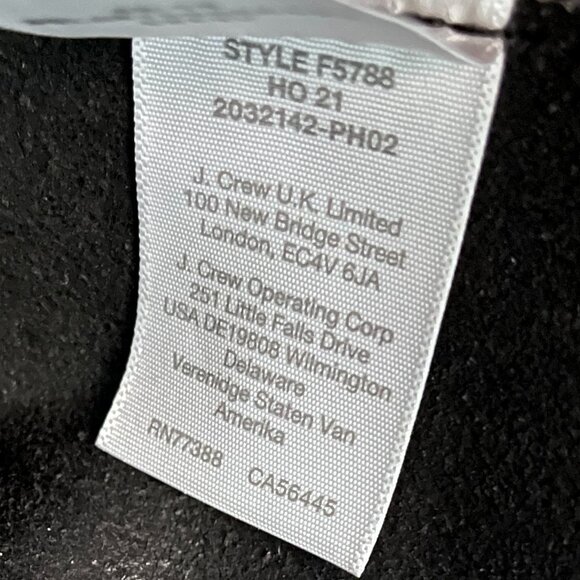 STYLE F5788
HO 21
2032142-PH02
J. Crew U.K. Limited
100 New Bridge Street
London, EC4V 6JA
J. Crew Operating Corp
251 Little Falls Drive
USA DE19808 Wilmington
Delaware
Verenidge Staten Van
Amerika
RN77388 CA56445